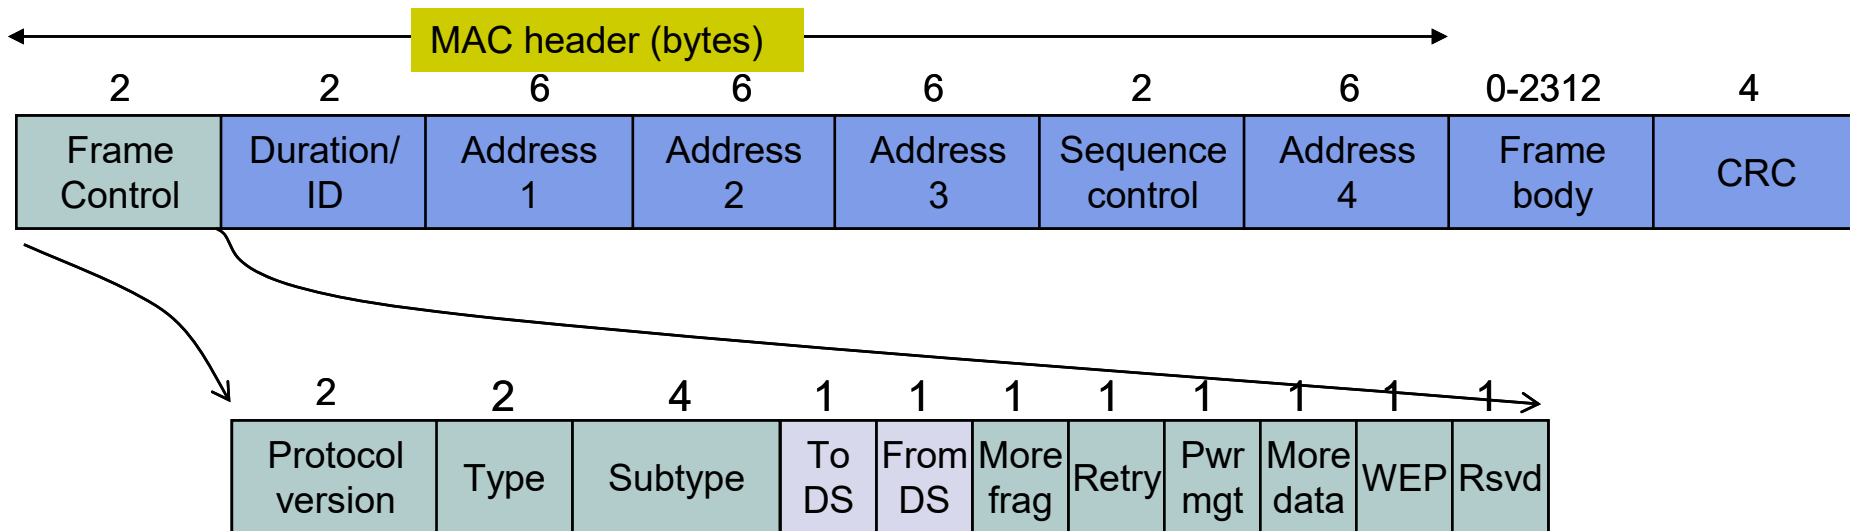 MAC header (bytes)
2 2 6 6 6 2 6 0-2312 4
Frame Control
Duration/ ID
Address 1
Address 2
Address 3
Sequence control
Address 4
Frame body
CRC
2 2 4 1 1 1 1 1 1 1 1
Protocol version
Type
Subtype
To DS
From DS
More frag
Retry
Pwr mgt
More data
WEP
Rsvd